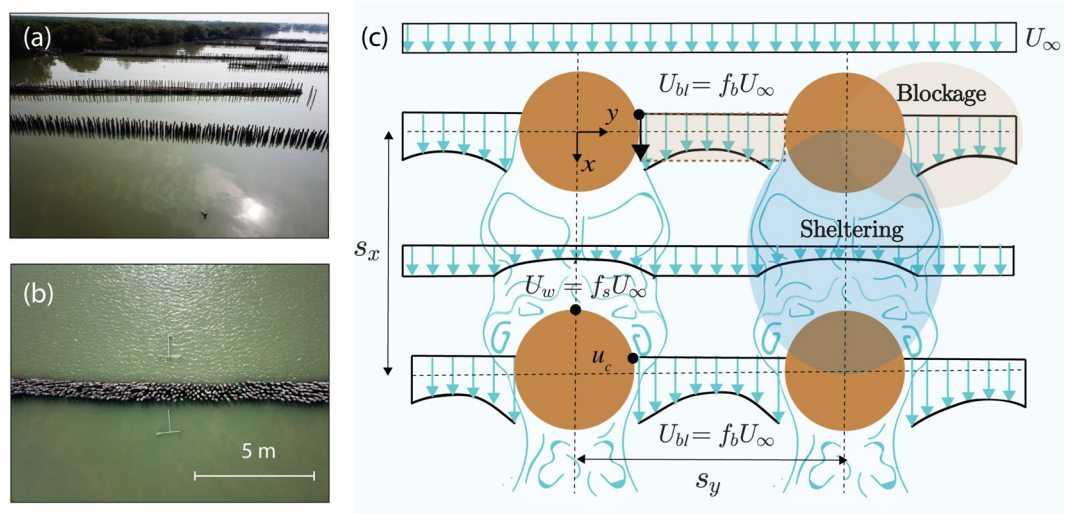 (a)
(b)
5 m
(c)
U∞
U_bl = f_b U∞
Blockage
y
x
s_x
Sheltering
U_w = f_s U∞
u_c
U_bl = f_b U∞
s_y